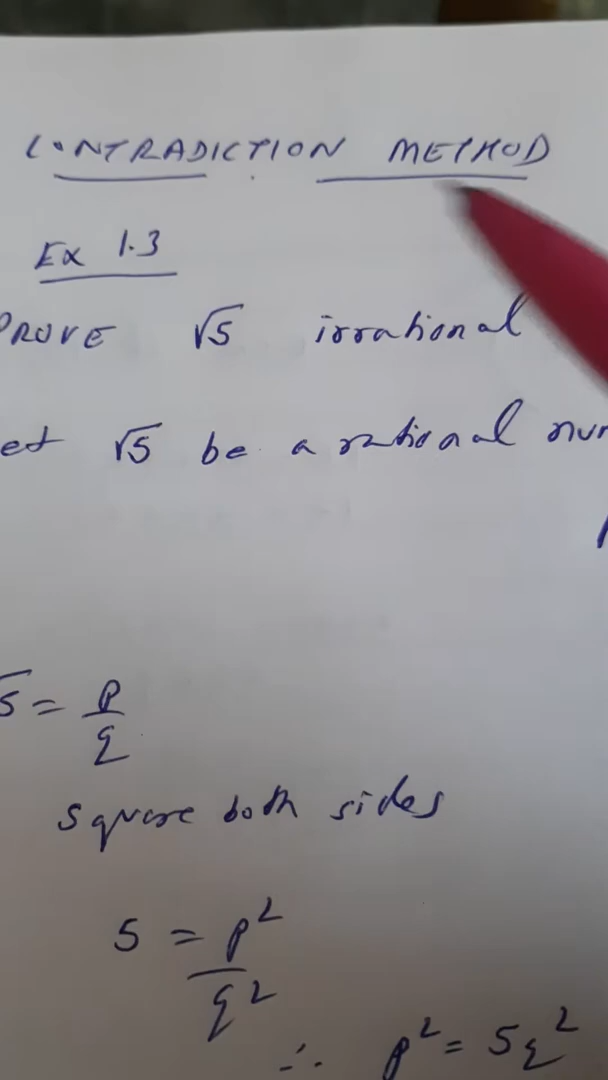 CONTRADICTION METHOD
Ex 1.3
PROVE √5 irrational
et √5 be a rational nu
√5 = p/q
square both sides
5 = p²/q²
∴ p² = 5q²